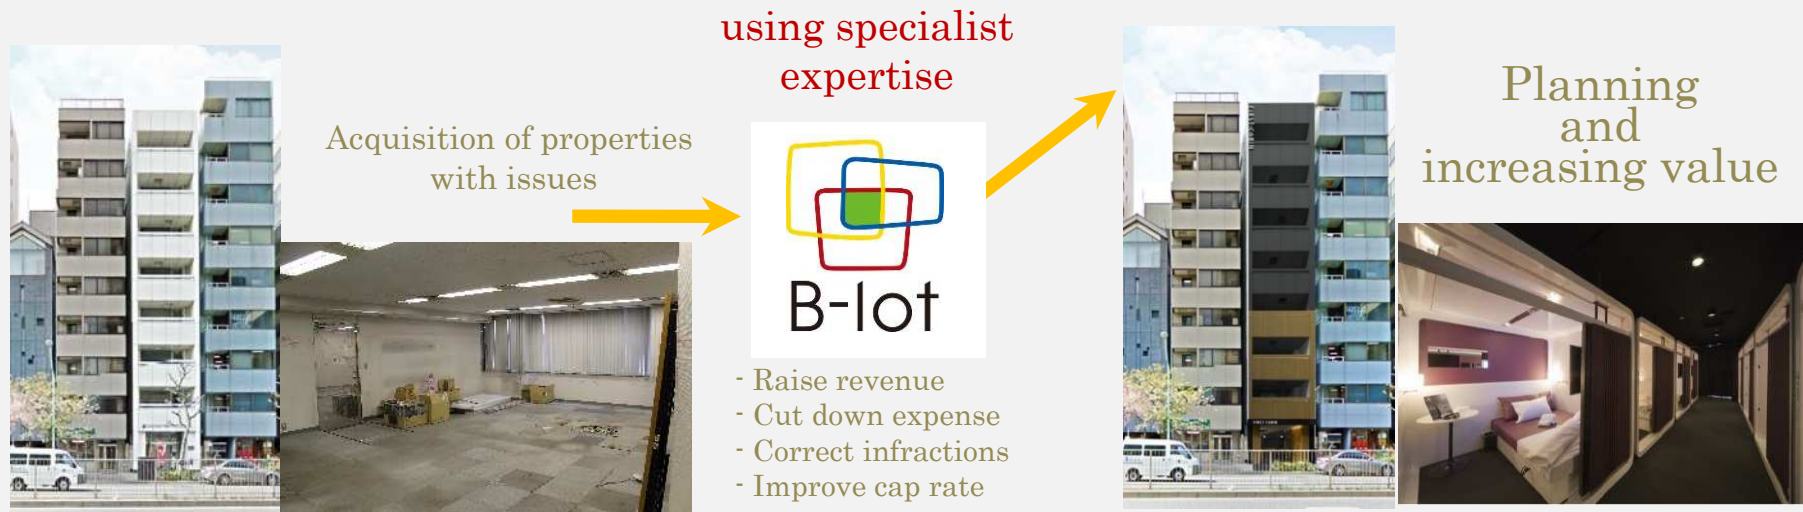 Acquisition of properties
with issues
using specialist
expertise
B-lot
- Raise revenue
- Cut down expense
- Correct infractions
- Improve cap rate
Planning
and
increasing value